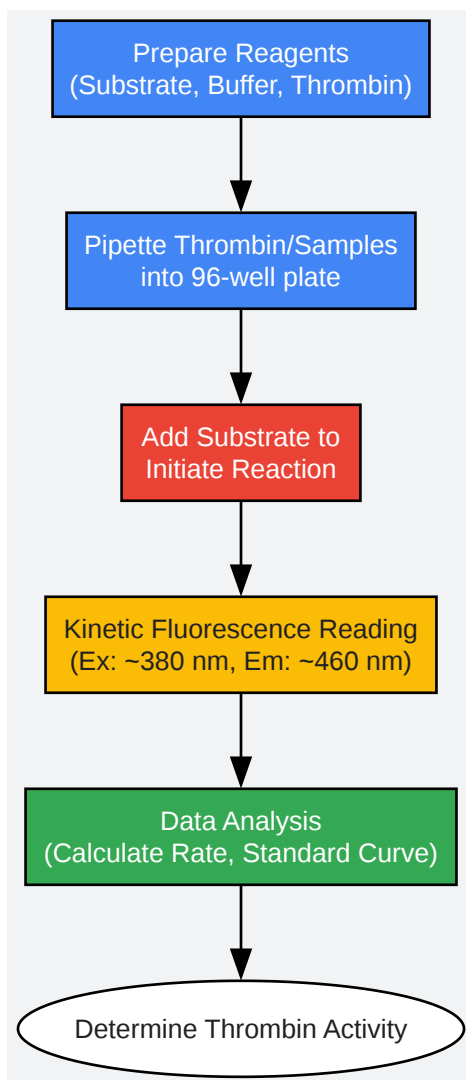 Prepare Reagents
(Substrate, Buffer, Thrombin)
Pipette Thrombin/Samples
into 96-well plate
Add Substrate to
Initiate Reaction
Kinetic Fluorescence Reading
(Ex: ~380 nm, Em: ~460 nm)
Data Analysis
(Calculate Rate, Standard Curve)
Determine Thrombin Activity